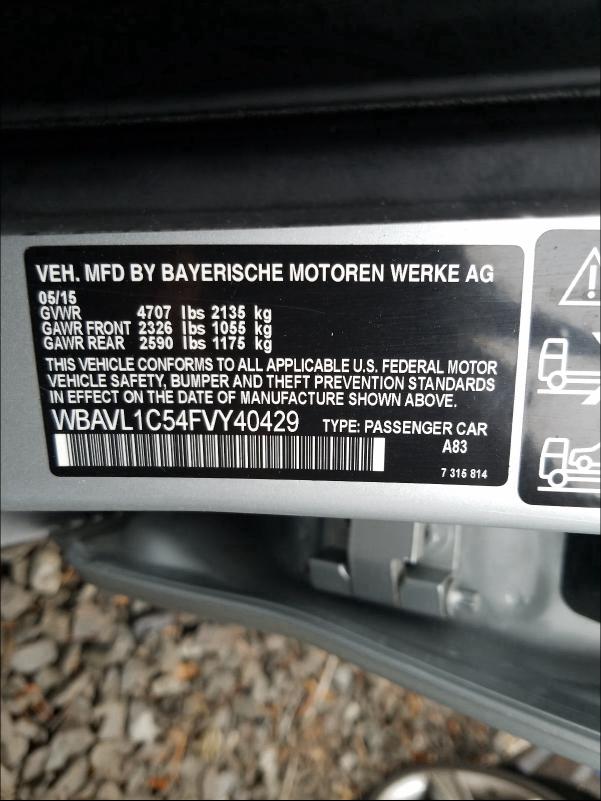 VEH. MFD BY BAYERISCHE MOTOREN WERKE AG
05/15
GVWR 4707 lbs 2135 kg
GAWR FRONT 2326 lbs 1055 kg
GAWR REAR 2590 lbs 1175 kg
THIS VEHICLE CONFORMS TO ALL APPLICABLE U.S. FEDERAL MOTOR
VEHICLE SAFETY, BUMPER AND THEFT PREVENTION STANDARDS
IN EFFECT ON THE DATE OF MANUFACTURE SHOWN ABOVE.
WBAVL1C54FVY40429 TYPE: PASSENGER CAR
A83
7 315 814